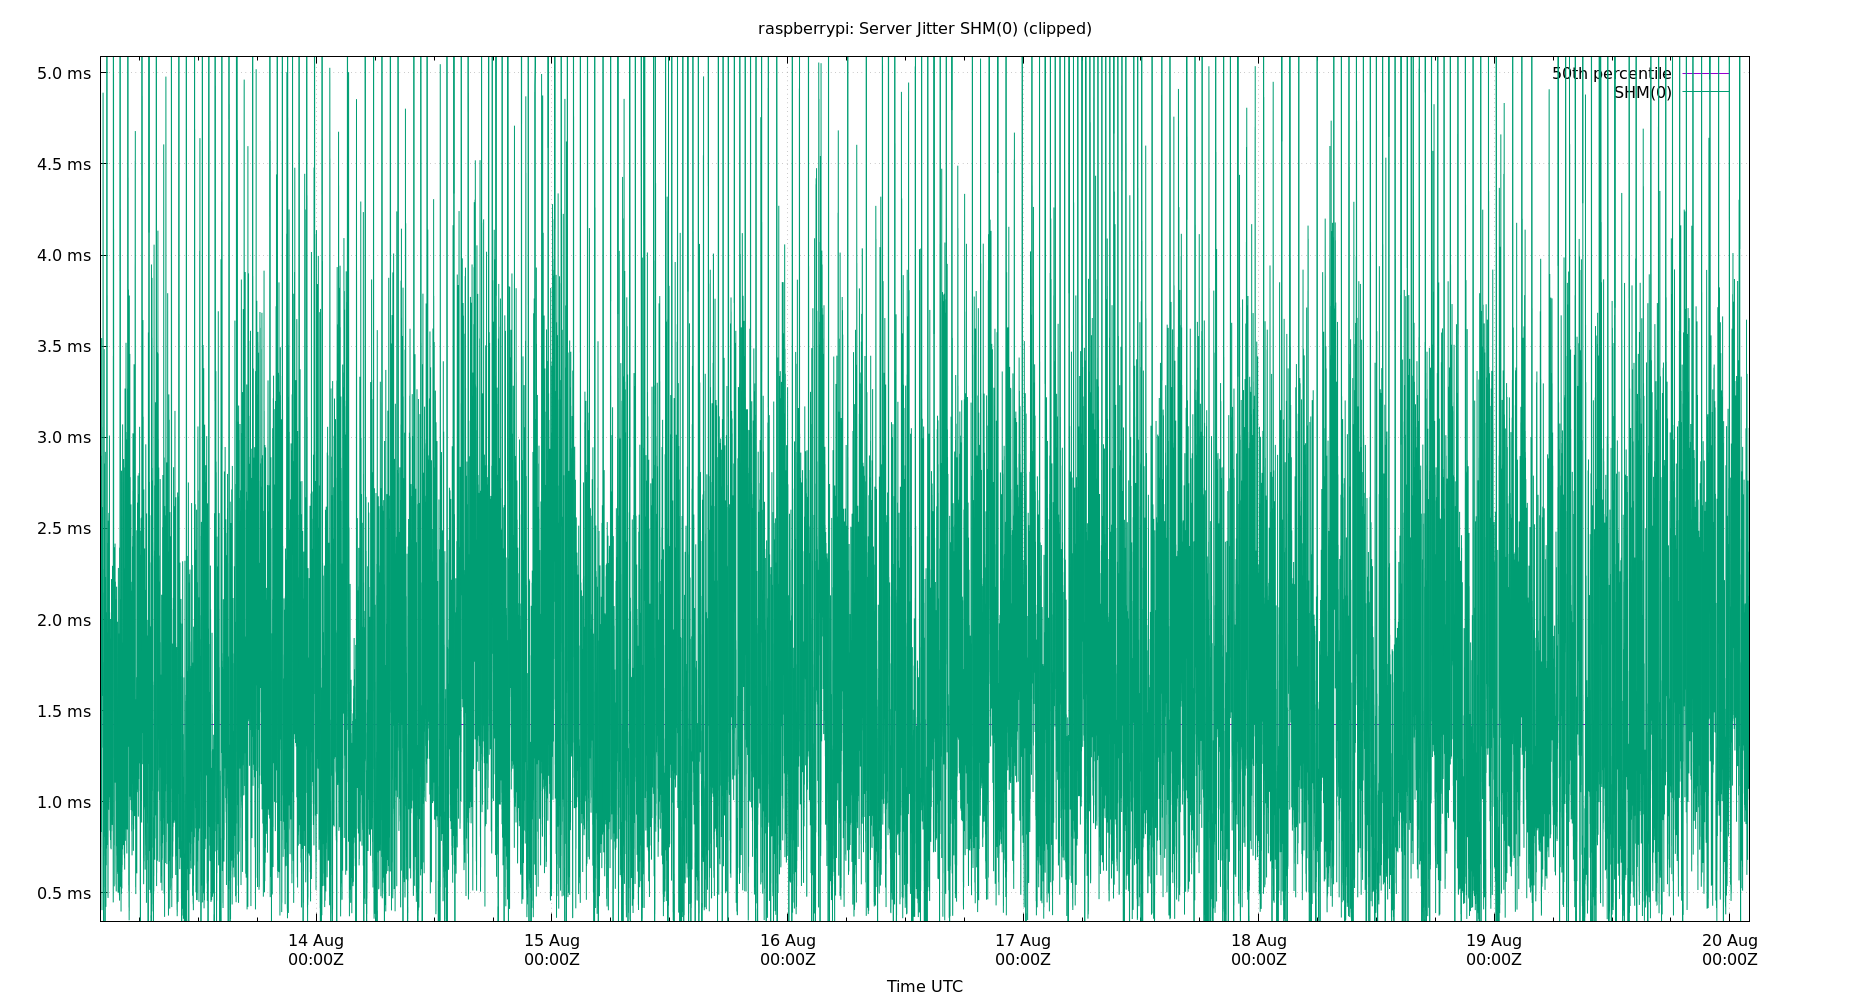 raspberrypi: Server Jitter SHM(0) (clipped)
5.0 ms
50th percentile
SHM(0)
4.5 ms
4.0 ms
3.5 ms
3.0 ms
2.5 ms
2.0 ms
1.5 ms
1.0 ms
0.5 ms
14 Aug 15 Aug 16 Aug 17 Aug 18 Aug 19 Aug 20 Aug
00:00Z 00:00Z 00:00Z 00:00Z 00:00Z 00:00Z 00:00Z
Time UTC